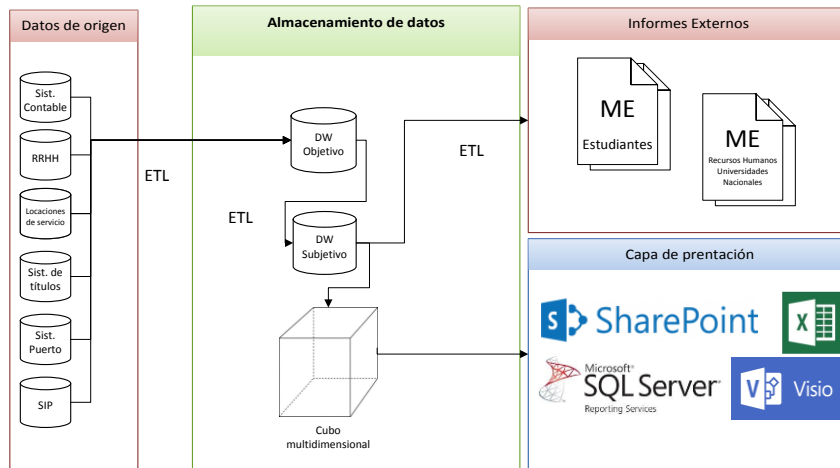 Datos de origen
Sist.
Contable
RRHH
Locaciones
de servicio
Sist. de
títulos
Sist.
Puerto
SIP
ETL
Almacenamiento de datos
DW
Objetivo
ETL
DW
Subjetivo
Cubo
multidimensional
ETL
Informes Externos
ME
Estudiantes
ME
Recursos Humanos
Universidades
Nacionales
Capa de prentación
S SharePoint
X
Microsoft
SQL Server
Reporting Services
V Visio